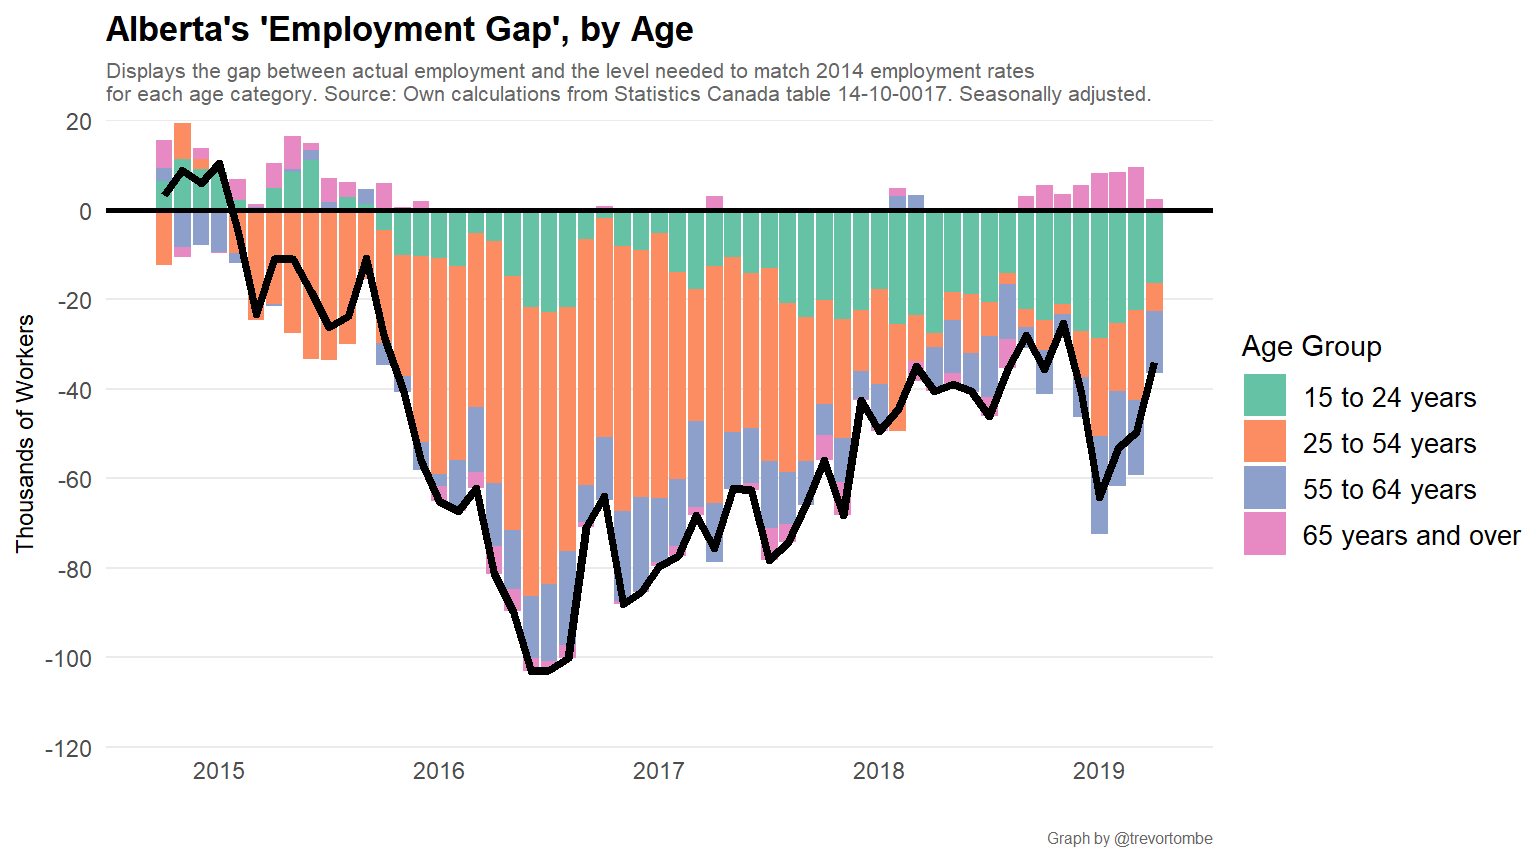 Alberta's 'Employment Gap', by Age
Displays the gap between actual employment and the level needed to match 2014 employment rates
for each age category. Source: Own calculations from Statistics Canada table 14-10-0017. Seasonally adjusted.
Thousands of Workers
20
0
-20
-40
-60
-80
-100
-120
2015
2016
2017
2018
2019
Age Group
15 to 24 years
25 to 54 years
55 to 64 years
65 years and over
Graph by @trevortombe